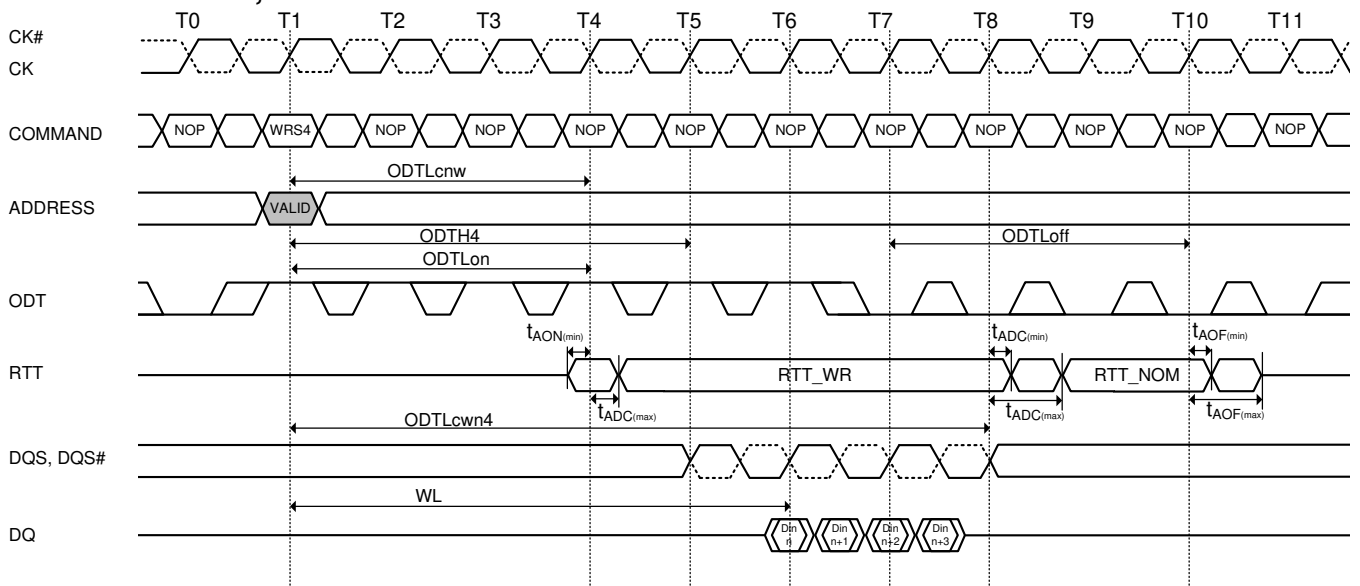 T0 T1 T2 T3 T4 T5 T6 T7 T8 T9 T10 T11
CK#
CK
COMMAND NOP WRS4 NOP NOP NOP NOP NOP NOP NOP NOP NOP NOP
ODTLcnw
ADDRESS VALID
ODTH4 ODTLoff
ODTLon
ODT
tAON(min) tADC(min) tAOF(min)
RTT RTT_WR RTT_NOM
tADC(max) tADC(max) tAOF(max)
ODTLcwn4
DQS, DQS#
WL
DQ Din n Din n+1 Din n+2 Din n+3